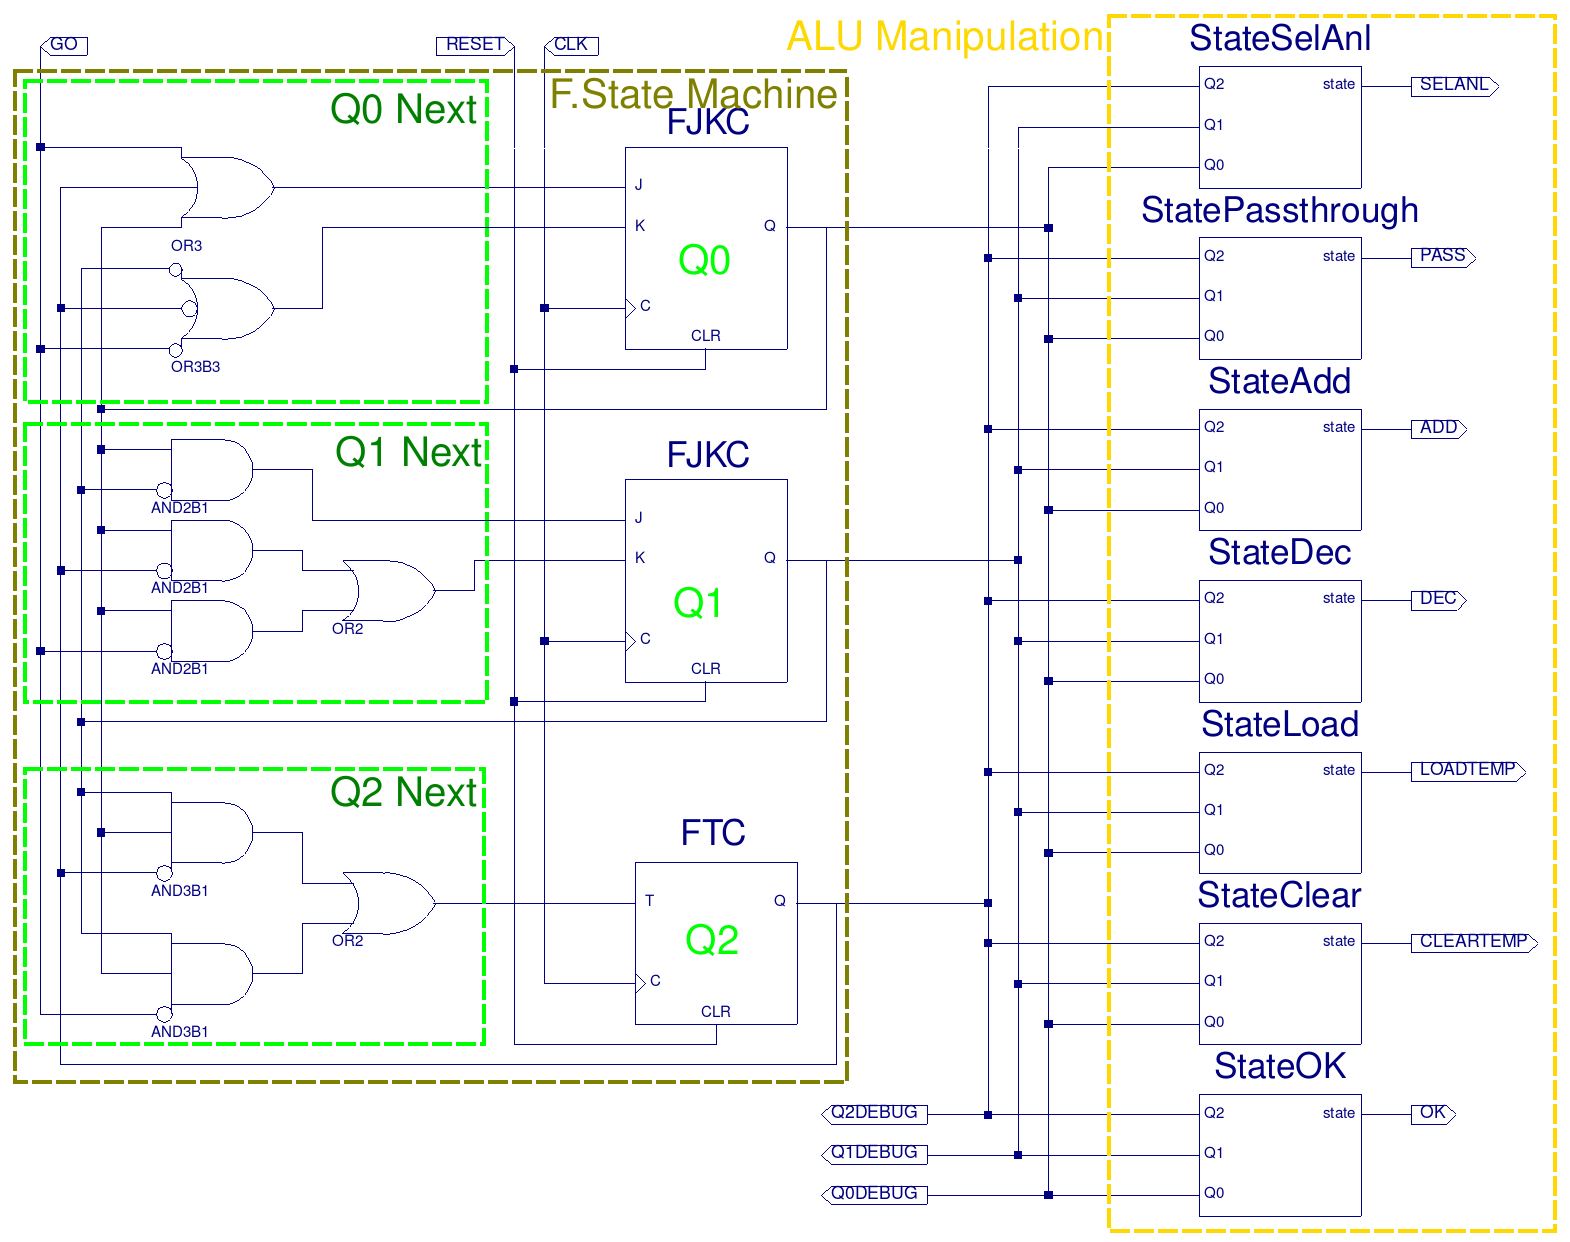 GO
RESET
CLK
ALU Manipulation
F.State Machine
Q0 Next
OR3
OR3B3
FJKC
J
K
Q
Q0
C
CLR
Q1 Next
AND2B1
AND2B1
AND2B1
OR2
FJKC
J
K
Q
Q1
C
CLR
Q2 Next
AND3B1
AND3B1
OR2
FTC
T
Q
Q2
C
CLR
Q2DEBUG
Q1DEBUG
Q0DEBUG
StateSelAnl
Q2 state SELANL
Q1
Q0
StatePassthrough
Q2 state PASS
Q1
Q0
StateAdd
Q2 state ADD
Q1
Q0
StateDec
Q2 state DEC
Q1
Q0
StateLoad
Q2 state LOADTEMP
Q1
Q0
StateClear
Q2 state CLEARTEMP
Q1
Q0
StateOK
Q2 state OK
Q1
Q0